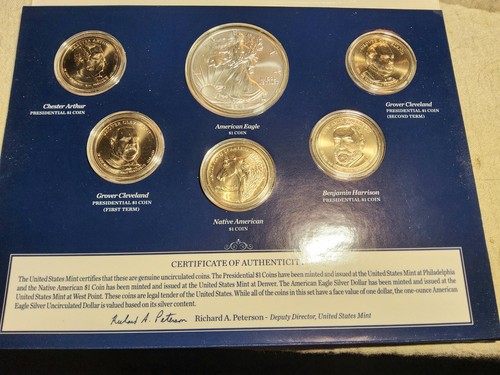 Chester Arthur
PRESIDENTIAL $1 COIN
American Eagle
$1 COIN
Grover Cleveland
PRESIDENTIAL $1 COIN
(SECOND TERM)
Grover Cleveland
PRESIDENTIAL $1 COIN
(FIRST TERM)
Native American
$1 COIN
Benjamin Harrison
PRESIDENTIAL $1 COIN
CERTIFICATE OF AUTHENTICIT
The United States Mint certifies that these are genuine uncirculated coins. The Presidential $1 Coins have been minted and issued at the United States Mint at Philadelphia
and the Native American $1 Coin has been minted and issued at the United States Mint at Denver. The American Eagle Silver Dollar has been minted and issued at the
United States Mint at West Point. These coins are legal tender of the United States. While all of the coins in this set have a face value of one dollar, the one-ounce American
Eagle Silver Uncirculated Dollar is valued based on its silver content.
Richard A. Peterson
Richard A. Peterson - Deputy Director, United States Mint